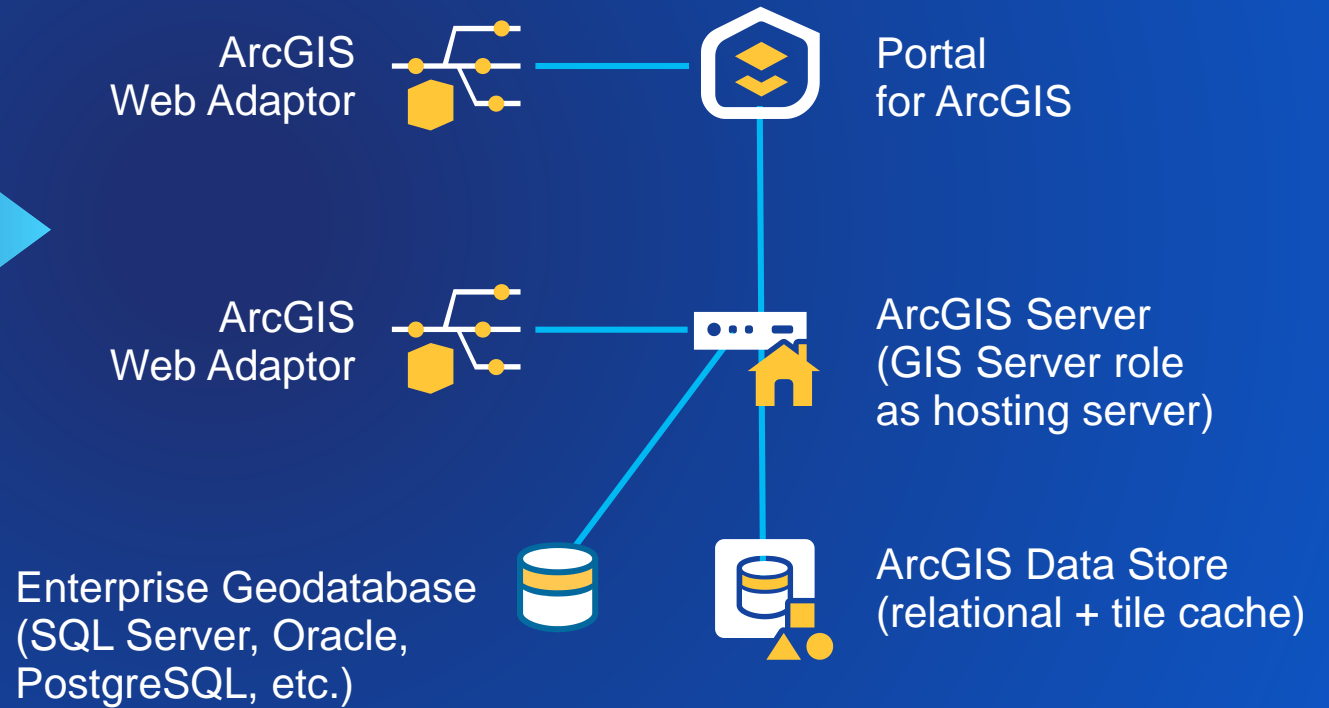 ArcGIS
Web Adaptor
Portal
for ArcGIS
ArcGIS
Web Adaptor
ArcGIS Server
(GIS Server role
as hosting server)
Enterprise Geodatabase
(SQL Server, Oracle,
PostgreSQL, etc.)
ArcGIS Data Store
(relational + tile cache)